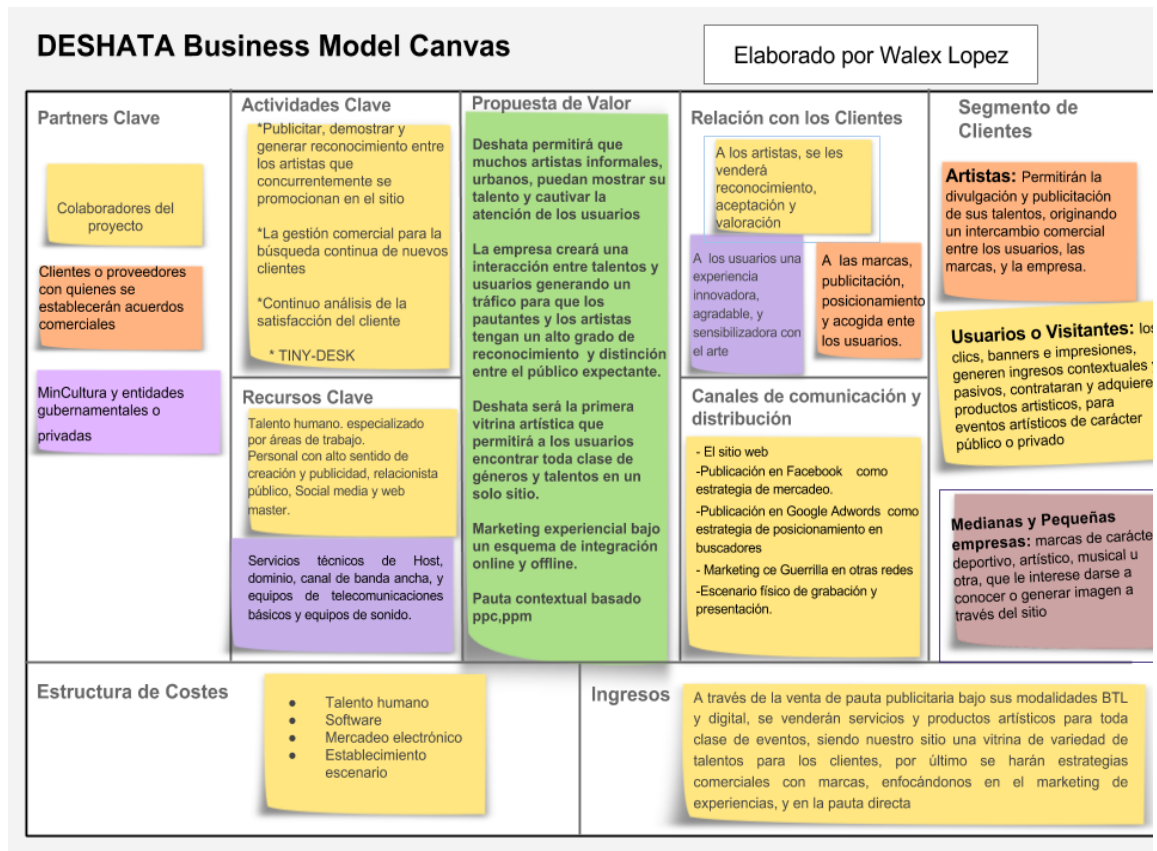 DESHATA Business Model Canvas
Elaborado por Walex Lopez
Partners Clave
Colaboradores del
proyecto
Clientes o proveedores
con quienes se
establecerán acuerdos
comerciales
MinCultura y entidades
gubernamentales o
privadas
Actividades Clave
*Publicitar, demostrar y
generar reconocimiento entre
los artistas que
concurrentemente se
promocionan en el sitio
*La gestión comercial para la
búsqueda continua de nuevos
clientes
*Continuo análisis de la
satisfacción del cliente
* TINY-DESK
Recursos Clave
Talento humano. especializado
por áreas de trabajo.
Personal con alto sentido de
creación y publicidad, relacionista
público, Social media y web
master.
Servicios técnicos de Host,
dominio, canal de banda ancha, y
equipos de telecomunicaciones
básicos y equipos de sonido.
Propuesta de Valor
Deshata permitirá que
muchos artistas informales,
urbanos, puedan mostrar su
talento y cautivar la
atención de los usuarios
La empresa creará una
interacción entre talentos y
usuarios generando un
tráfico para que los
pautantes y los artistas
tengan un alto grado de
reconocimiento y distinción
entre el público expectante.
Deshata será la primera
vitrina artística que
permitirá a los usuarios
encontrar toda clase de
géneros y talentos en un
solo sitio.
Marketing experiencial bajo
un esquema de integración
online y offline.
Pauta contextual basado
ppc,ppm
Relación con los Clientes
A los artistas, se les
venderá
reconocimiento,
aceptación y
valoración
A los usuarios una
experiencia
innovadora,
agradable, y
sensibilizadora con
el arte
A las marcas,
publicitación,
posicionamiento
y acogida ente
los usuarios.
Canales de comunicación y
distribución
- El sitio web
-Publicación en Facebook como
estrategia de mercadeo.
-Publicación en Google Adwords como
estrategia de posicionamiento en
buscadores
- Marketing ce Guerrilla en otras redes
-Escenario físico de grabación y
presentación.
Segmento de
Clientes
Artistas: Permitirán la
divulgación y publicitación
de sus talentos, originando
un intercambio comercial
entre los usuarios, las
marcas, y la empresa.
Usuarios o Visitantes: los
clics, banners e impresiones,
generen ingresos contextuales y
pasivos, contrataran y adquiere
productos artisticos, para
eventos artísticos de carácter
público o privado
Medianas y Pequeñas
empresas: marcas de carácte
deportivo, artístico, musical u
otra, que le interese darse a
conocer o generar imagen a
través del sitio
Estructura de Costes
● Talento humano
● Software
● Mercadeo electrónico
● Establecimiento
escenario
Ingresos
A través de la venta de pauta publicitaria bajo sus modalidades BTL
y digital, se venderán servicios y productos artísticos para toda
clase de eventos, siendo nuestro sitio una vitrina de variedad de
talentos para los clientes, por último se harán estrategias
comerciales con marcas, enfocándonos en el marketing de
experiencias, y en la pauta directa